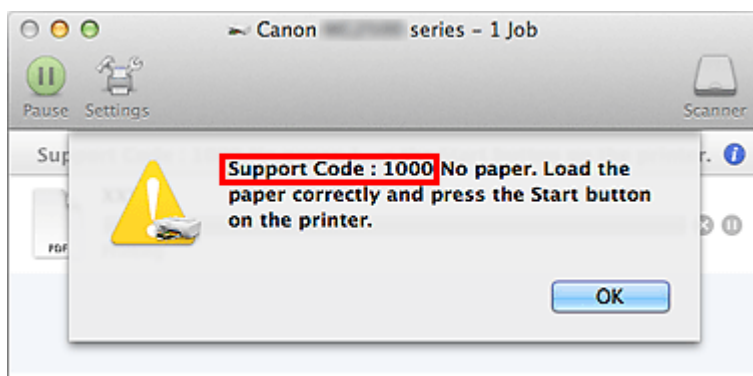 Canon series – 1 Job
Pause Settings Scanner
Sup r.
Support Code : 1000 No paper. Load the
paper correctly and press the Start button
on the printer.
PDF
OK